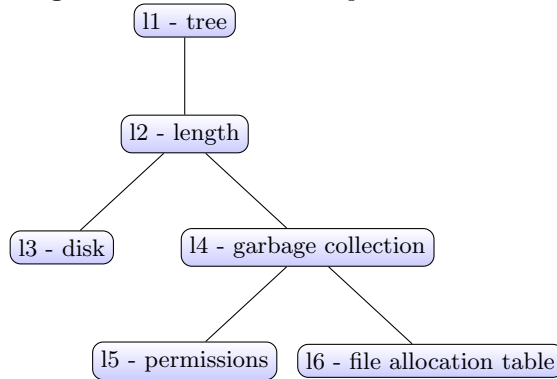 l1 - tree
l2 - length
l3 - disk
l4 - garbage collection
l5 - permissions
l6 - file allocation table